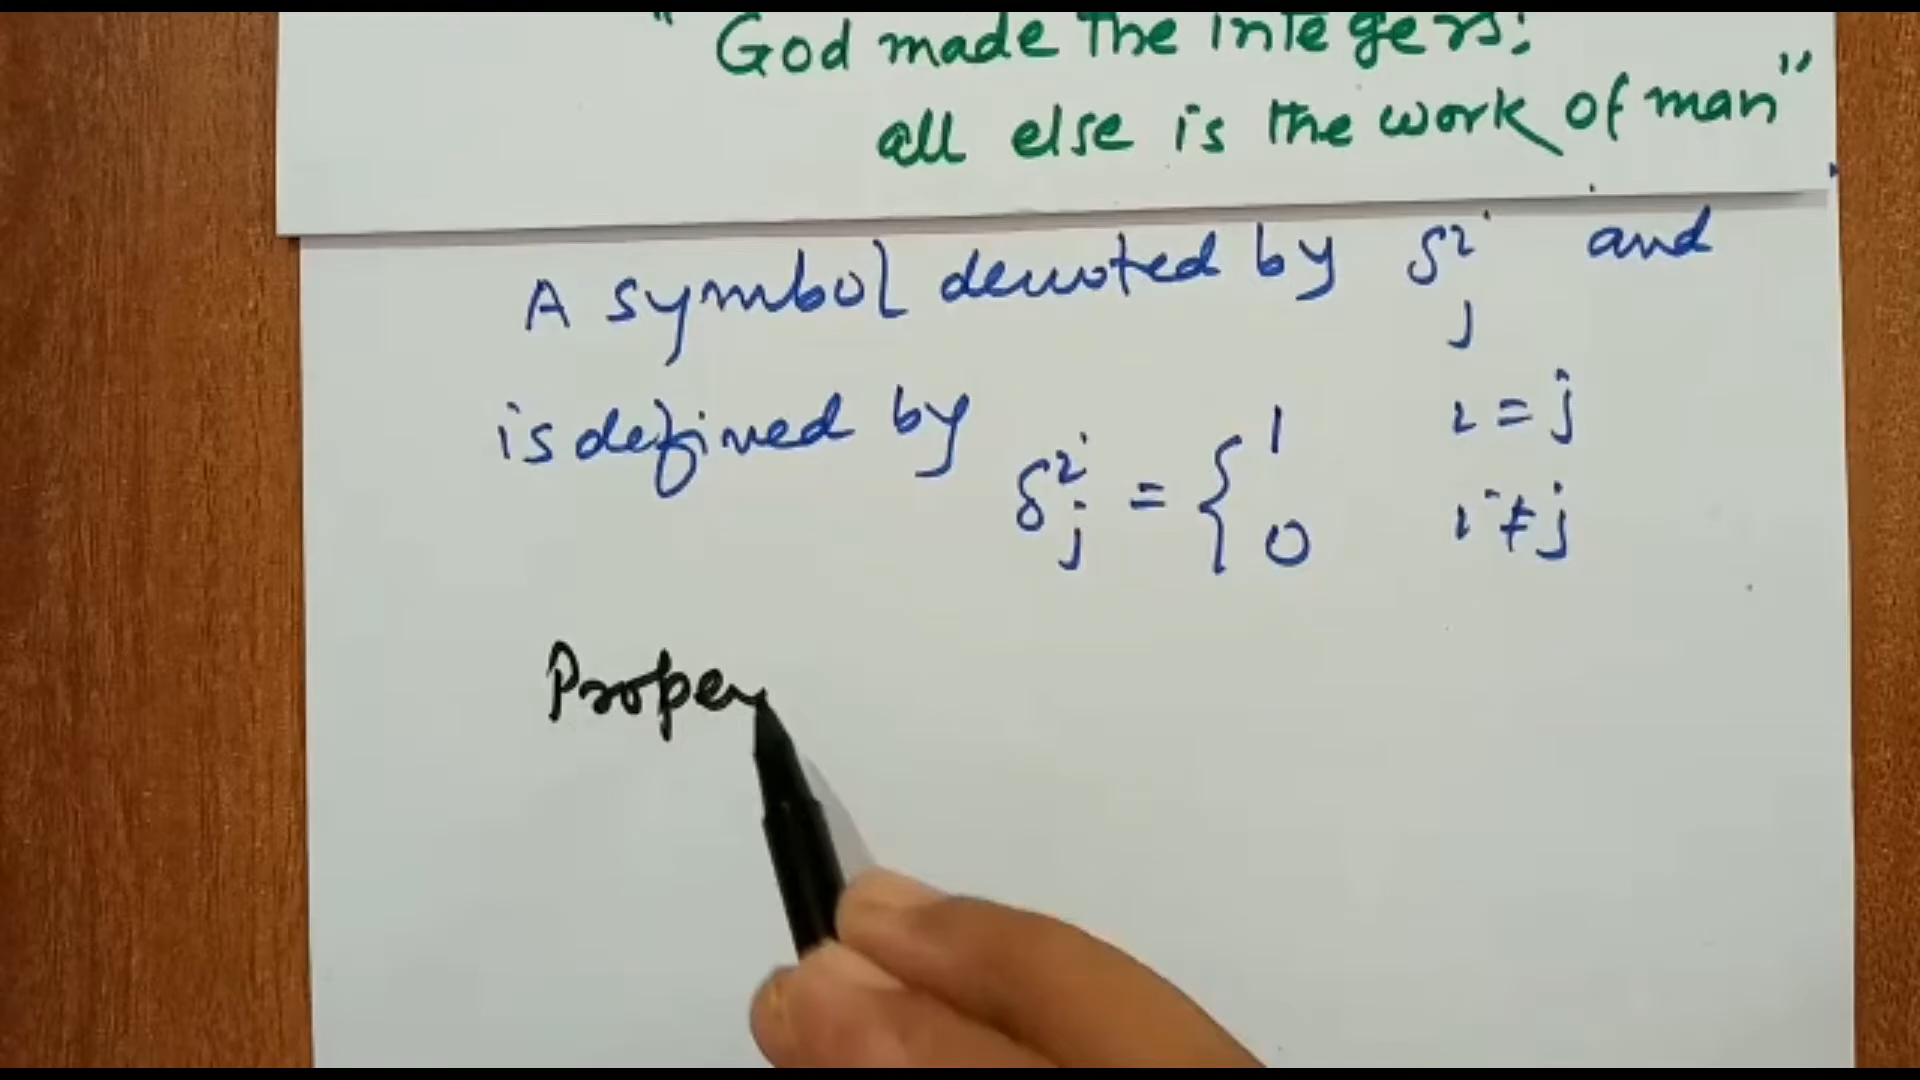 "God made the integers;
all else is the work of man"
A symbol denoted by δ^i_j and
is defined by δ^i_j = { 1 i = j
0 i ≠ j
Proper